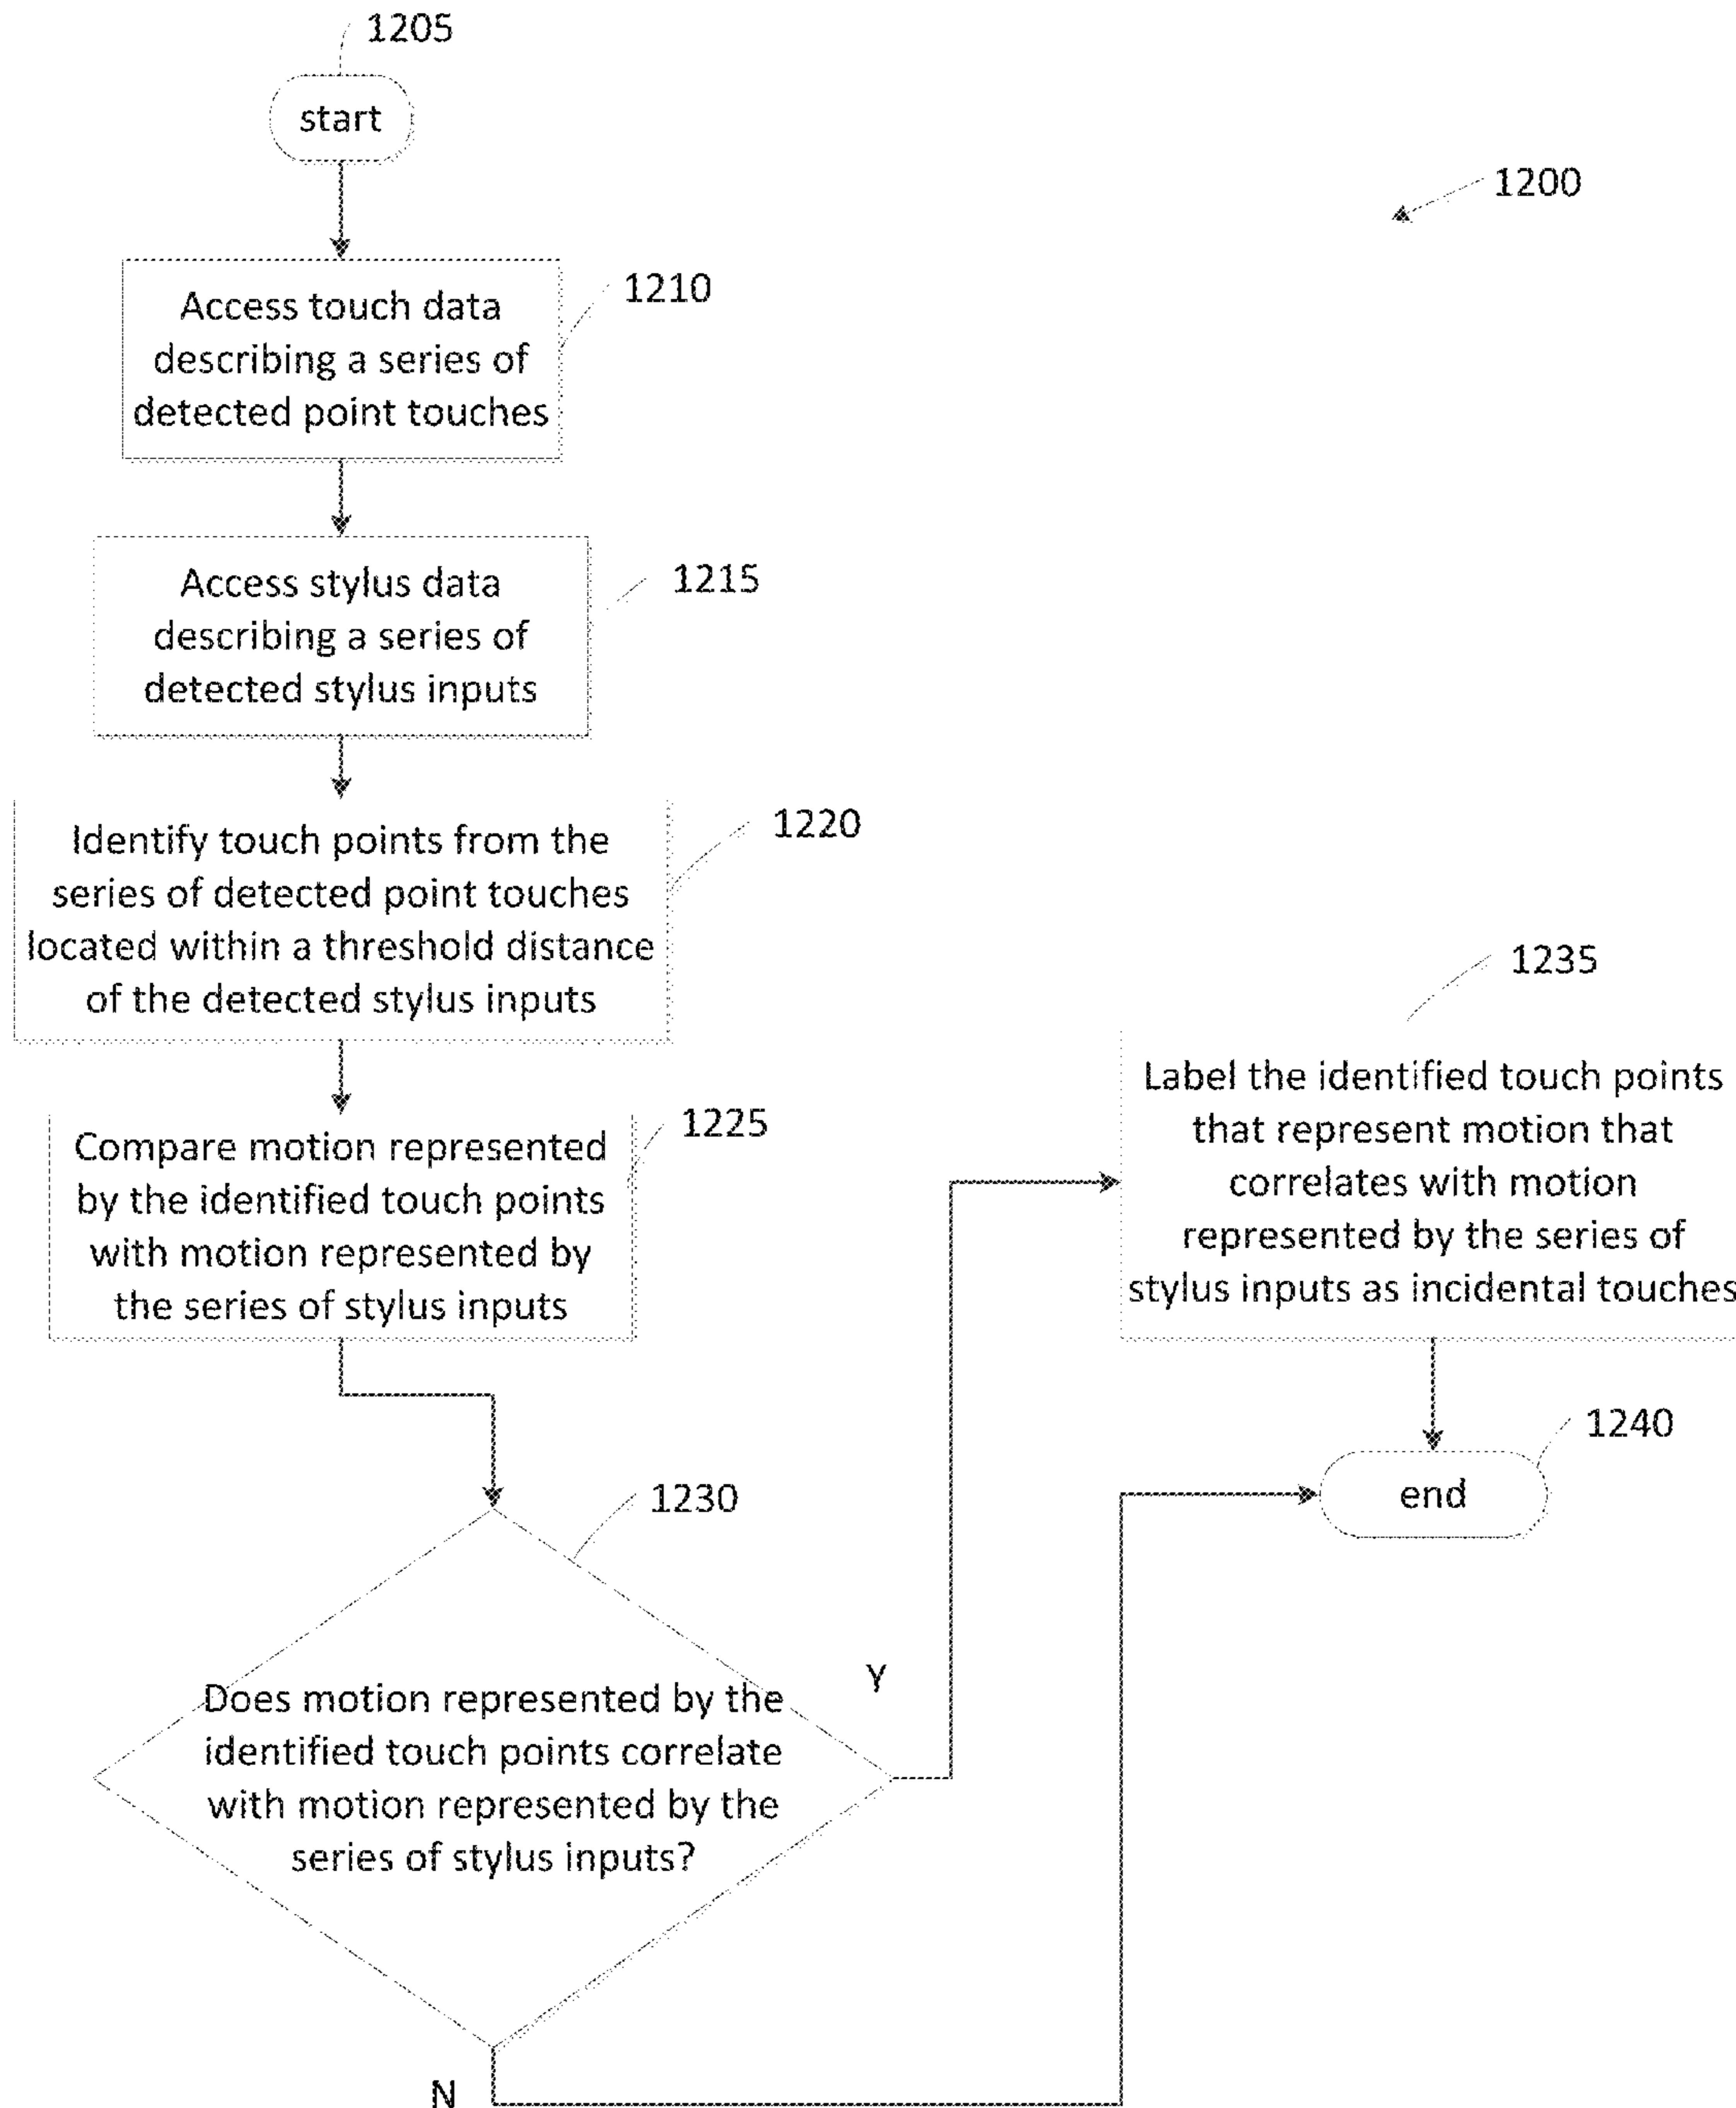 1205
start
1200
1210
Access touch data
describing a series of
detected point touches
1215
Access stylus data
describing a series of
detected stylus inputs
1220
Identify touch points from the
series of detected point touches
located within a threshold distance
of the detected stylus inputs
1225
Compare motion represented
by the identified touch points
with motion represented by
the series of stylus inputs
1230
Does motion represented by the
identified touch points correlate
with motion represented by the
series of stylus inputs?
Y
N
1235
Label the identified touch points
that represent motion that
correlates with motion
represented by the series of
stylus inputs as incidental touches
1240
end